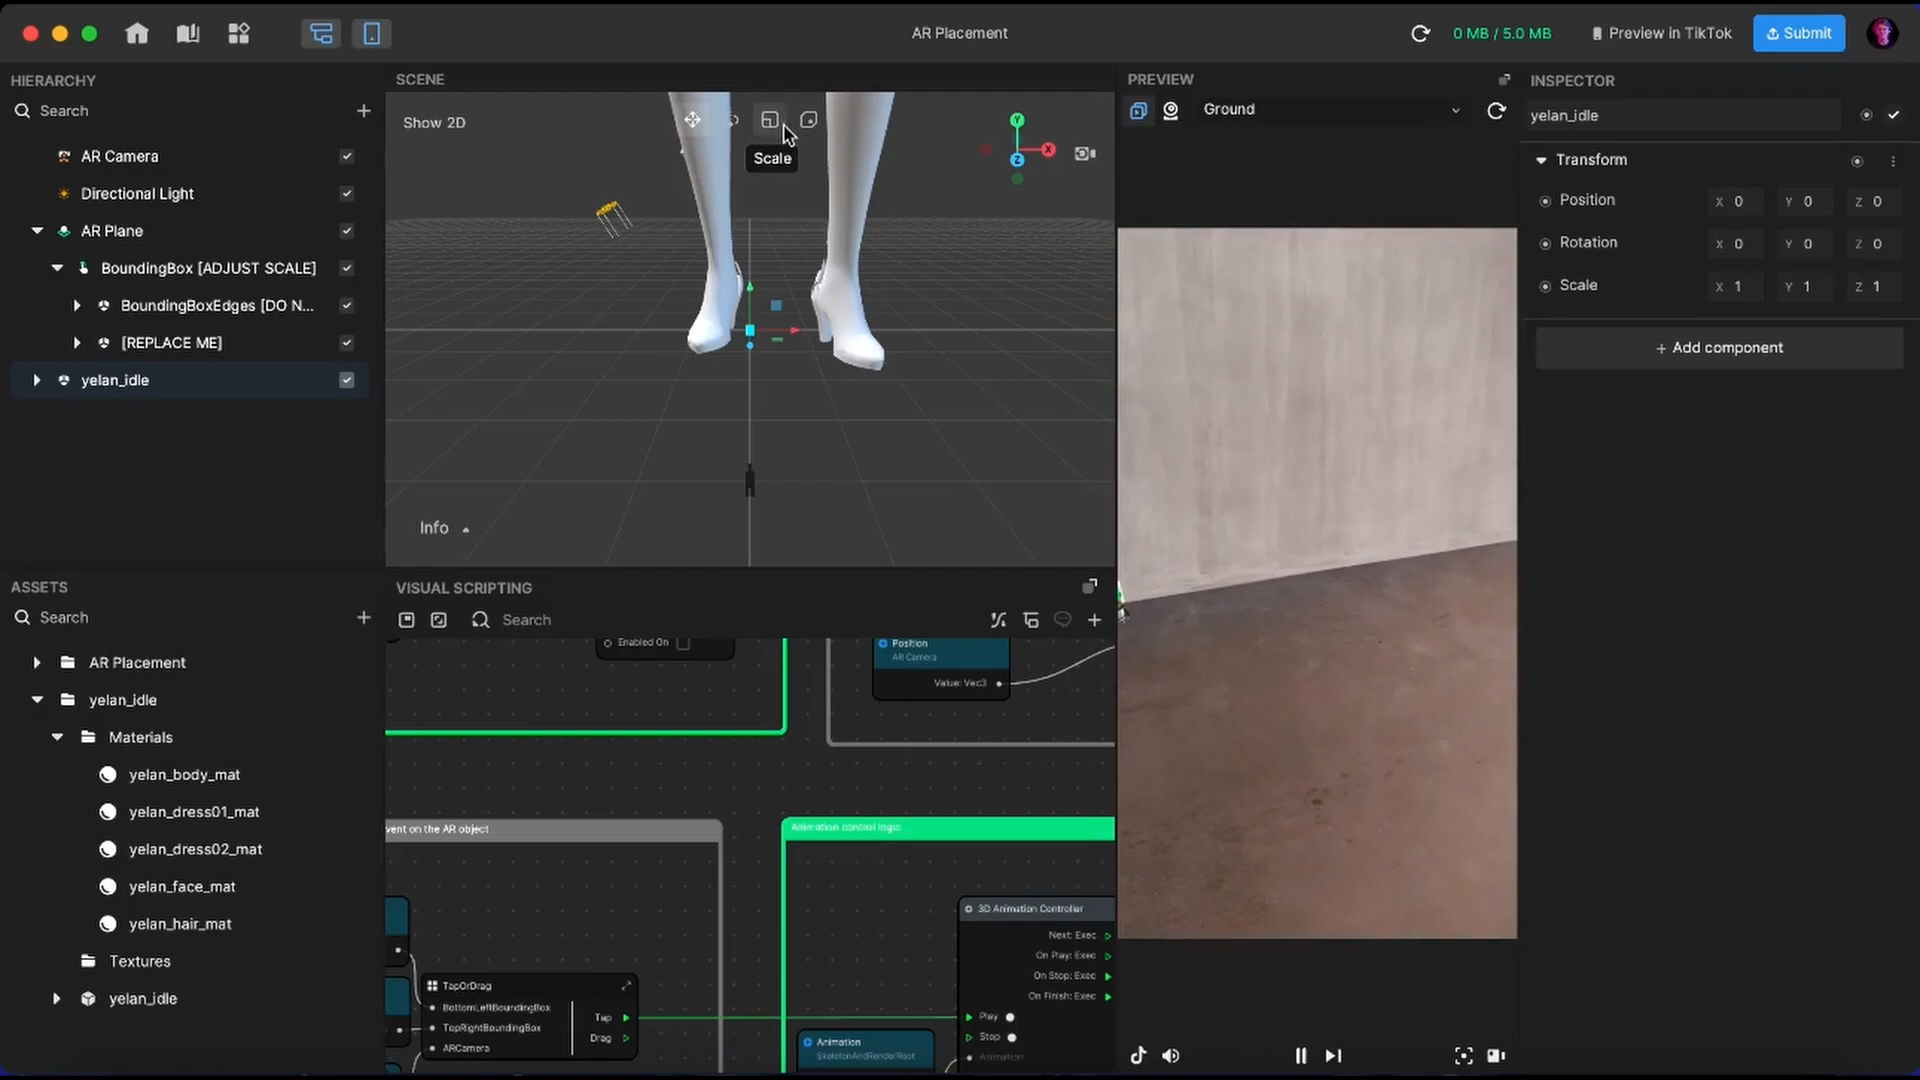 AR Placement
0 MB / 5.0 MB
Preview in TikTok
Submit
HIERARCHY
Search
AR Camera
Directional Light
AR Plane
BoundingBox [ADJUST SCALE]
BoundingBoxEdges [DO N...
[REPLACE ME]
yelan_idle
SCENE
Show 2D
Scale
Y
X
Z
Info
PREVIEW
Ground
INSPECTOR
yelan_idle
Transform
Position X 0 Y 0 Z 0
Rotation X 0 Y 0 Z 0
Scale X 1 Y 1 Z 1
+ Add component
ASSETS
Search
AR Placement
yelan_idle
Materials
yelan_body_mat
yelan_dress01_mat
yelan_dress02_mat
yelan_face_mat
yelan_hair_mat
Textures
yelan_idle
VISUAL SCRIPTING
Search
Enabled On
Position
AR Camera
Value: Vec3
vent on the AR object
Animation control logic
TapOrDrag
BottomLeftBoundingBox
TopRightBoundingBox
ARCamera
Tap
Drag
3D Animation Controller
Next: Exec
On Play: Exec
On Stop: Exec
On Finish: Exec
Play
Stop
Animation
Animation
SkeletonAndRenderRoot